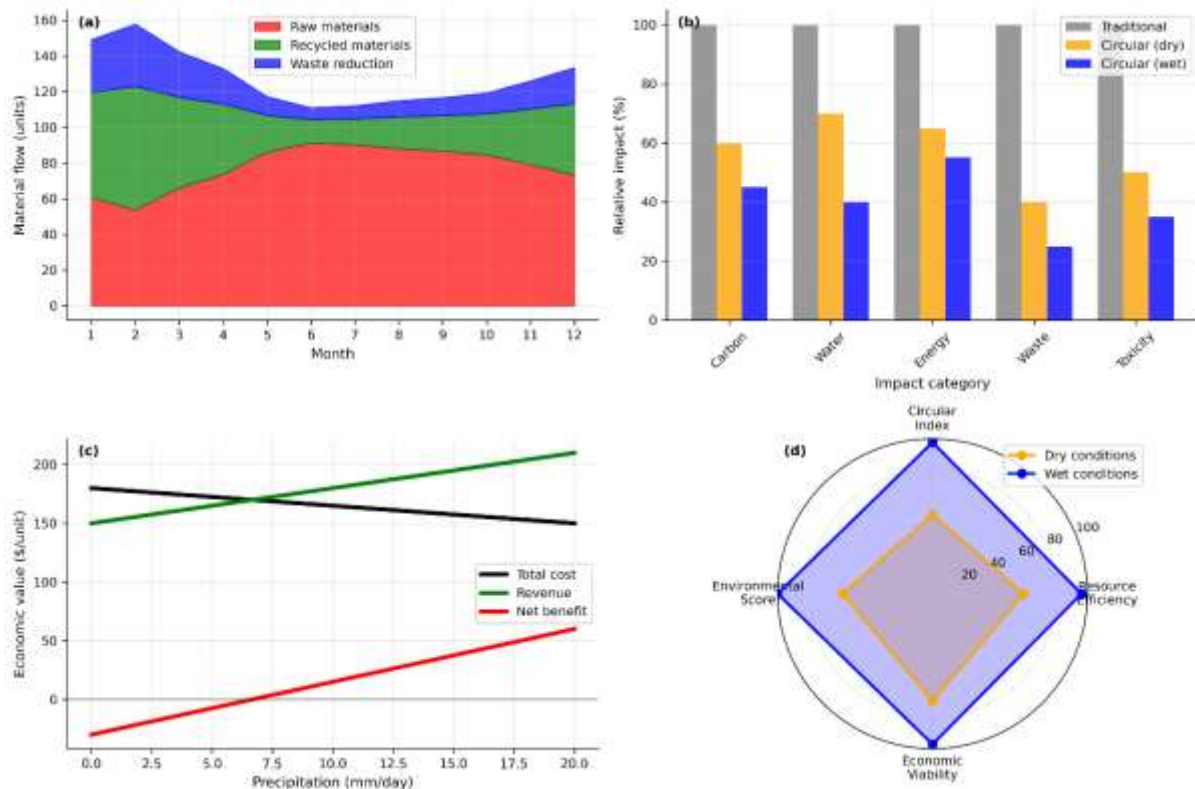 (a)
Raw materials
Recycled materials
Waste reduction
160
140
120
100
80
60
40
20
0
Material flow (units)
1 2 3 4 5 6 7 8 9 10 11 12
Month
(b)
Traditional
Circular (dry)
Circular (wet)
100
80
60
40
20
0
Relative impact (%)
Carbon Water Energy Waste Toxicity
Impact category
(c)
200
150
100
50
0
Economic value ($/unit)
Total cost
Revenue
Net benefit
0.0 2.5 5.0 7.5 10.0 12.5 15.0 17.5 20.0
Precipitation (mm/day)
(d)
Circular
Index
Dry conditions
Wet conditions
100
80
60
40
20
Environmental
Score
Resource
Efficiency
Economic
Viability